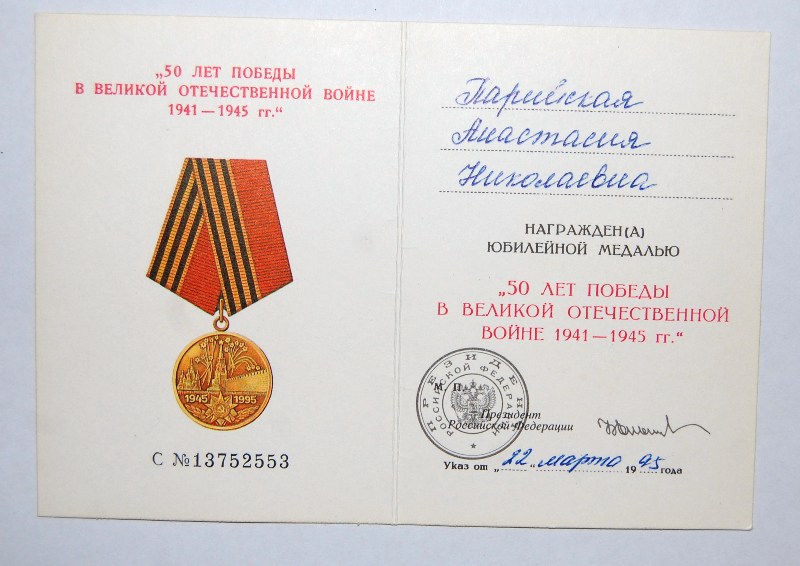 „50 ЛЕТ ПОБЕДЫ
В ВЕЛИКОЙ ОТЕЧЕСТВЕННОЙ ВОЙНЕ
1941—1945 гг.“
1945 1995
С №13752553
Парийская
Анастасия
Николаевна
НАГРАЖДЕН(А)
ЮБИЛЕЙНОЙ МЕДАЛЬЮ
„50 ЛЕТ ПОБЕДЫ
В ВЕЛИКОЙ ОТЕЧЕСТВЕННОЙ
ВОЙНЕ 1941—1945 гг.“
ПРЕЗИДЕНТ
РОССИЙСКОЙ ФЕДЕРАЦИИ
М. П.
Президент
Российской Федерации
Указ от „22“ марта 1995 года